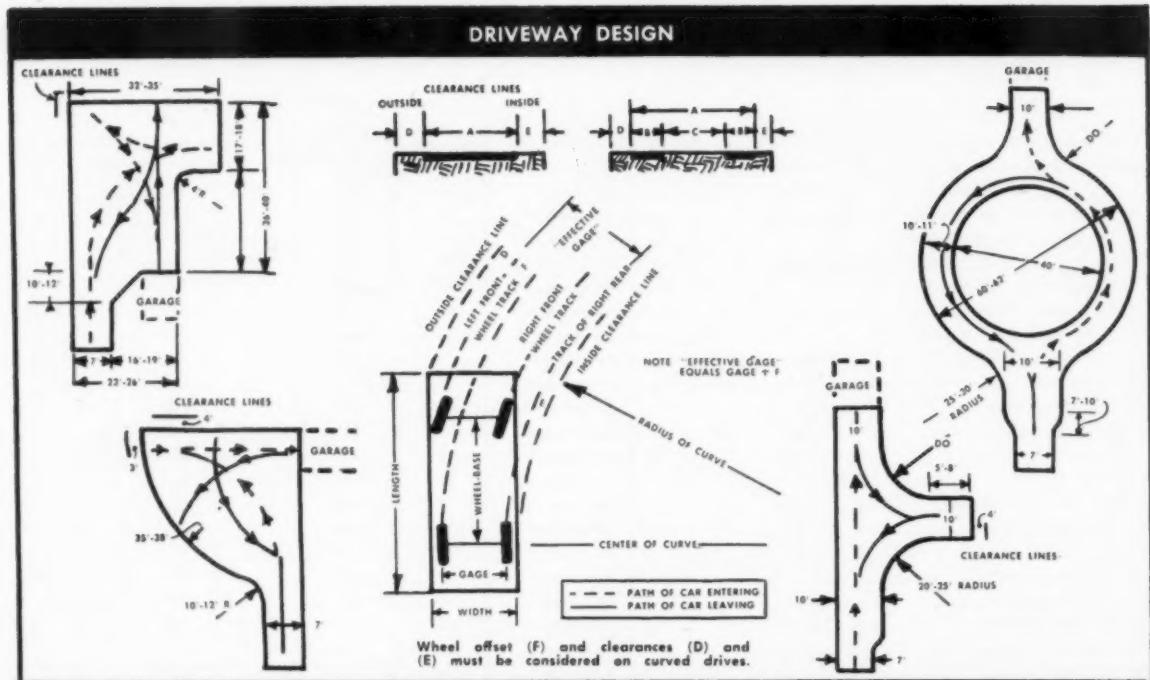 DRIVEWAY DESIGN
CLEARANCE LINES
32'-35'
17'-18'
4'R.
36'-40'
10'-12'
GARAGE
7'
16'-19'
22'-26'
CLEARANCE LINES
OUTSIDE
INSIDE
D
A
E
A
D
B
C
B
E
OUTSIDE CLEARANCE LINE
D
LEFT FRONT
WHEEL TRACK
"EFFECTIVE
GAGE"
F
RIGHT FRONT
WHEEL TRACK
TRACK OF RIGHT REAR
E
INSIDE CLEARANCE LINE
NOTE "EFFECTIVE GAGE"
EQUALS GAGE + F
RADIUS OF CURVE
LENGTH
WHEEL-BASE
GAGE
WIDTH
CENTER OF CURVE
PATH OF CAR ENTERING
PATH OF CAR LEAVING
Wheel offset (F) and clearances (D) and
(E) must be considered on curved drives.
CLEARANCE LINES
4'
3'
GARAGE
35'-38'
10'-12' R.
7'
GARAGE
10'
DO
10'-11'
40'
60'-62'
10'
25'-30'
RADIUS
7'-10'
7'
GARAGE
10'
DO
5'-8'
10'
4'
CLEARANCE LINES
20'-25' RADIUS
10'
7'